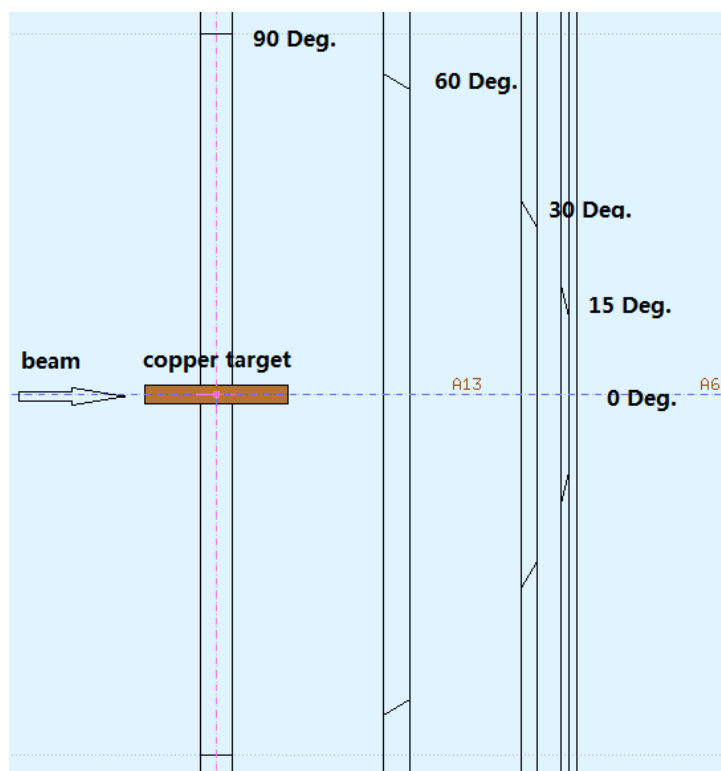 90 Deg.
60 Deg.
30 Deg.
15 Deg.
beam
copper target
A13
A6
0 Deg.